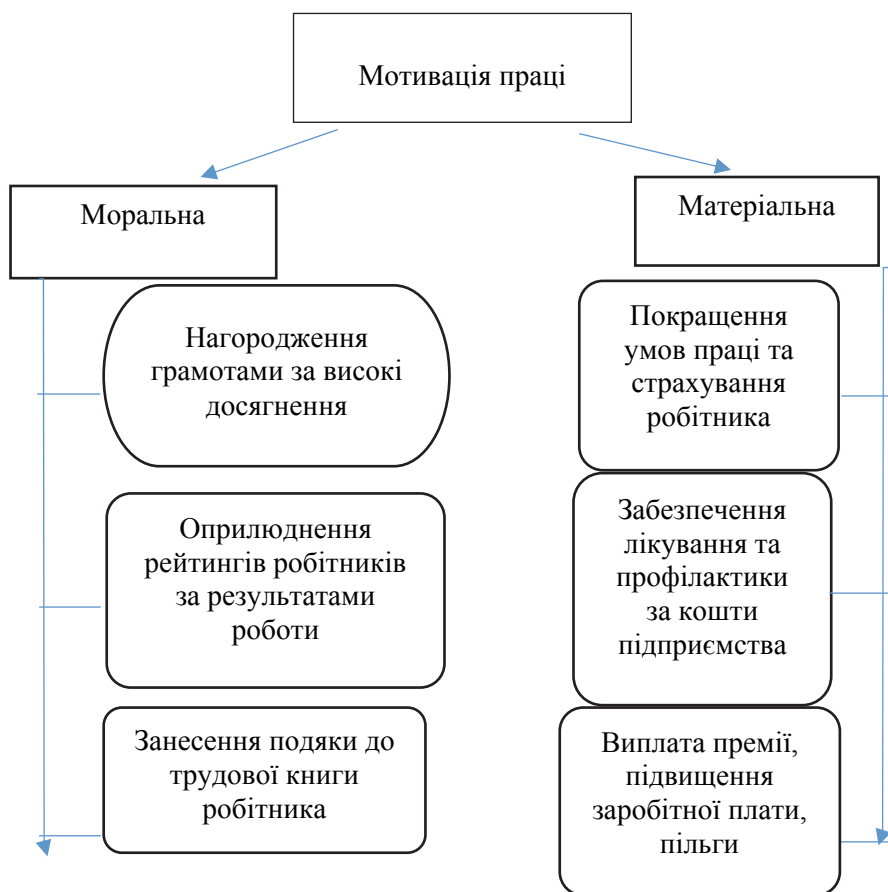 Мотивація праці
Моральна
Матеріальна
Нагородження
грамотами за високі
досягнення
Оприлюднення
рейтингів робітників
за результатами
роботи
Занесення подяки до
трудової книги
робітника
Покращення
умов праці та
страхування
робітника
Забезпечення
лікування та
профілактики
за кошти
підприємства
Виплата премії,
підвищення
заробітної плати,
пільги